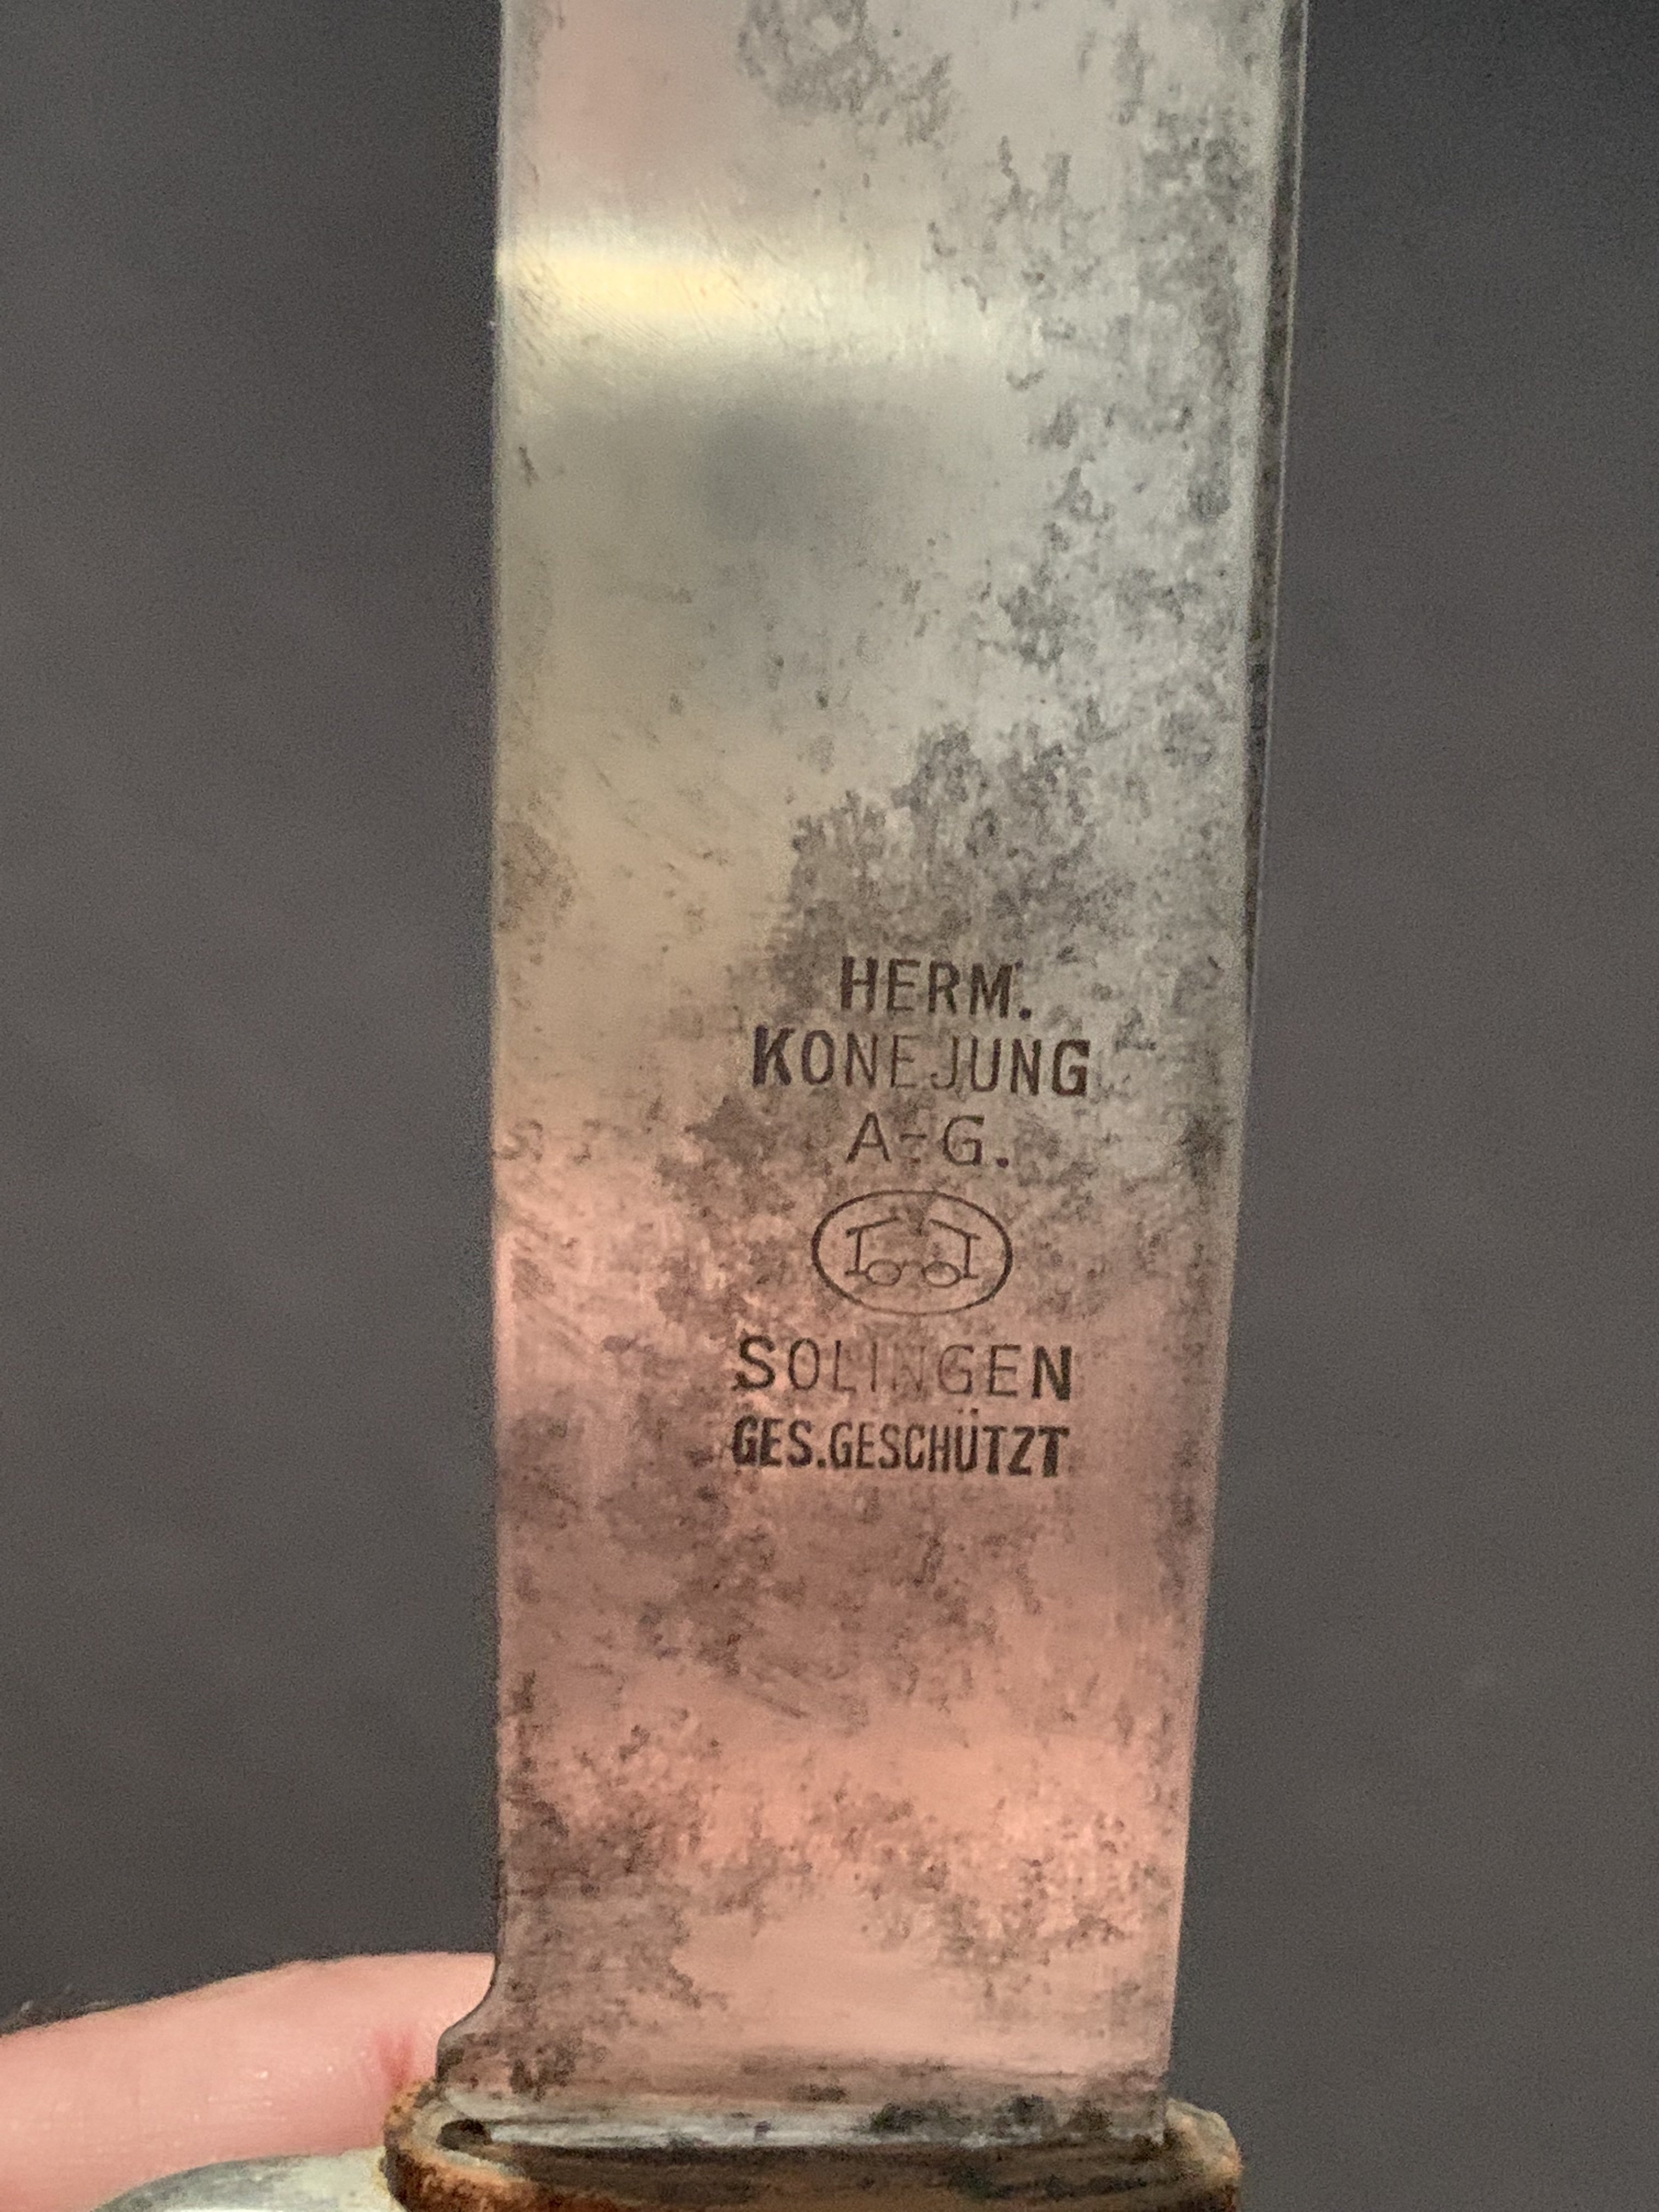 HERM.
KONEJUNG
A-G.
SOLINGEN
GES.GESCHÜTZT